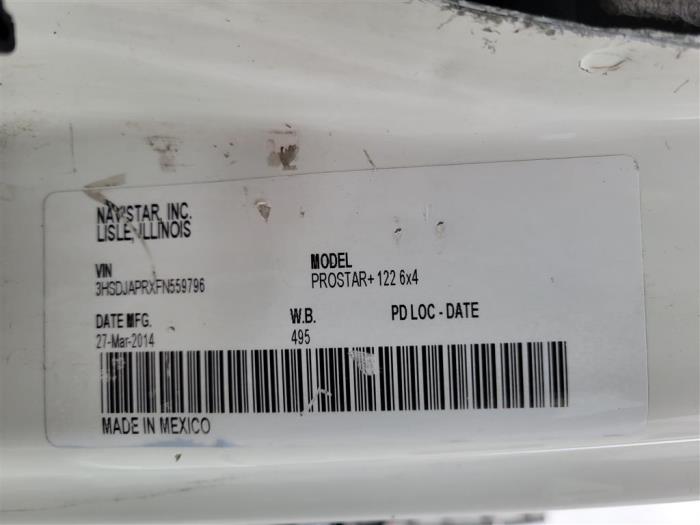 NAVISTAR, INC.
LISLE, ILLINOIS
VIN
3HSDJAPRXFN559796
MODEL
PROSTAR+ 122 6x4
DATE MFG.
27-Mar-2014
W.B.
495
PD LOC - DATE
MADE IN MEXICO